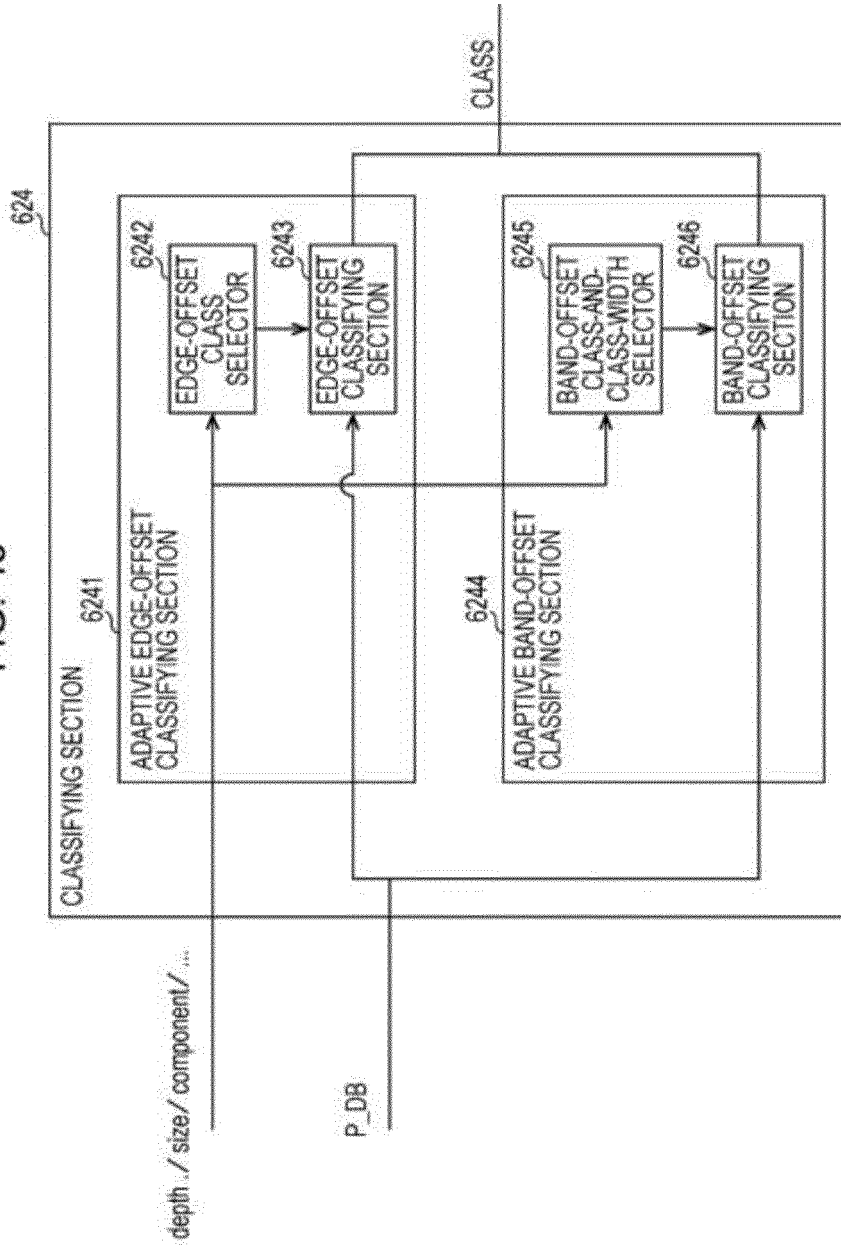 624
CLASSIFYING SECTION
6241
ADAPTIVE EDGE-OFFSET
CLASSIFYING SECTION
6242
EDGE-OFFSET
CLASS
SELECTOR
6243
EDGE-OFFSET
CLASSIFYING
SECTION
depth ./ size/ component/ ...
P_DB
CLASS
6244
ADAPTIVE BAND-OFFSET
CLASSIFYING SECTION
6245
BAND-OFFSET
CLASS-AND-
CLASS-WIDTH
SELECTOR
6246
BAND-OFFSET
CLASSIFYING
SECTION